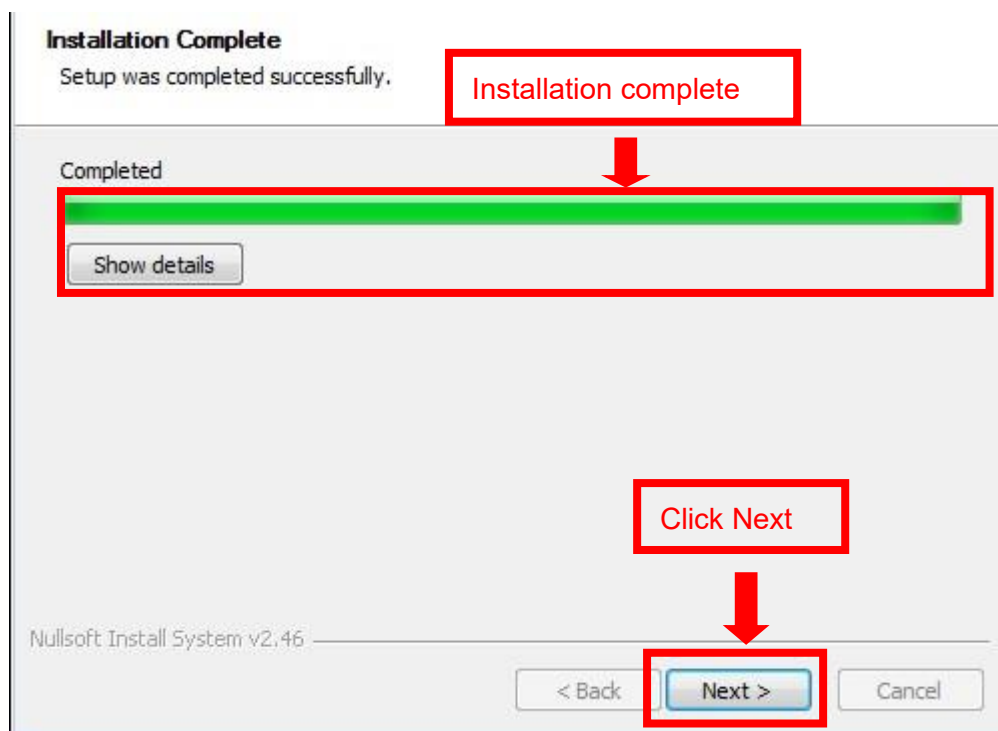 Installation Complete
Setup was completed successfully.
Installation complete
Completed
Show details
Click Next
Nullsoft Install System v2.46
< Back
Next >
Cancel